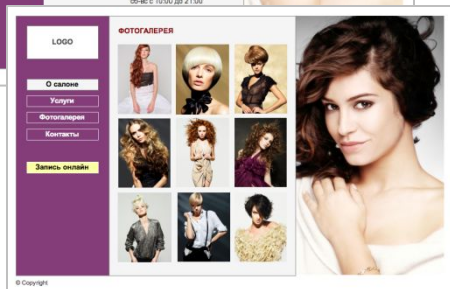 сб-вс с 10:00 до 21:00
LOGO
ФОТОГАЛЕРЕЯ
О салоне
Услуги
Фотогалерея
Контакты
Запись онлайн
© Copyright